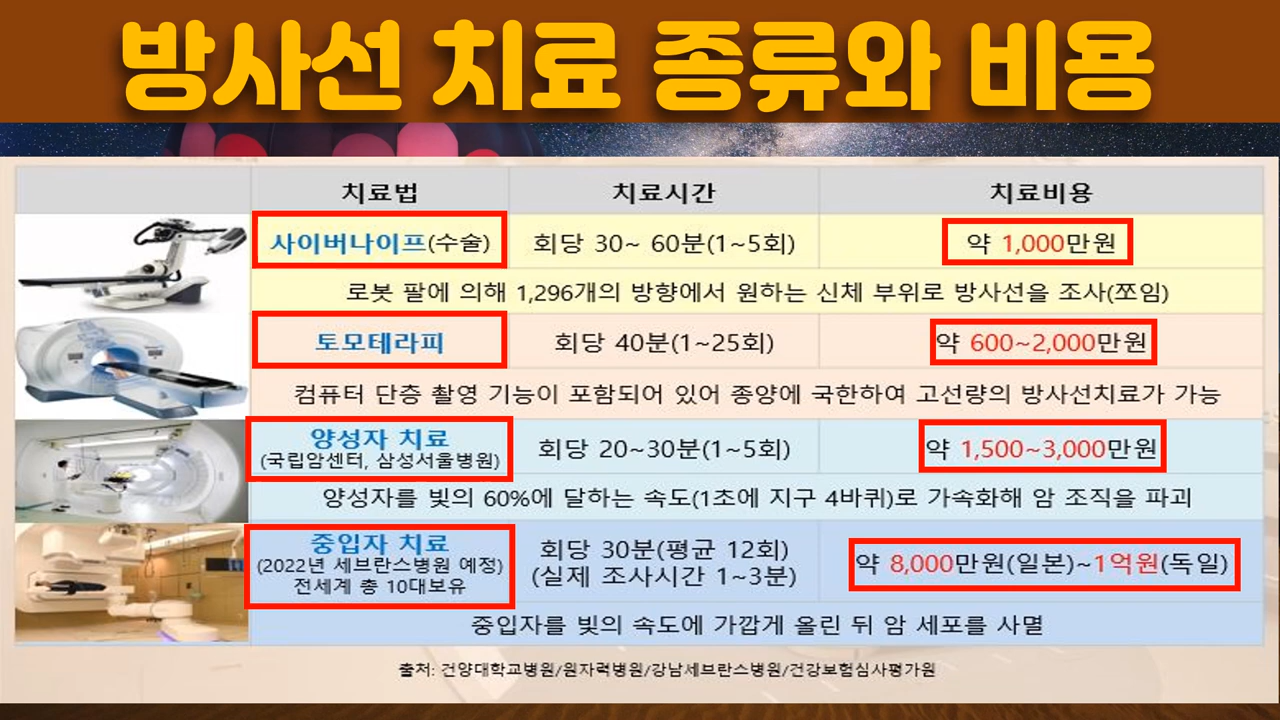 방사선 치료 종류와 비용
치료법 치료시간 치료비용
사이버나이프(수술) 회당 30~ 60분(1~5회) 약 1,000만원
로봇 팔에 의해 1,296개의 방향에서 원하는 신체 부위로 방사선을 조사(쪼임)
토모테라피 회당 40분(1~25회) 약 600~2,000만원
컴퓨터 단층 촬영 기능이 포함되어 있어 종양에 국한하여 고선량의 방사선치료가 가능
양성자 치료
(국립암센터, 삼성서울병원)
회당 20~30분(1~5회) 약 1,500~3,000만원
양성자를 빛의 60%에 달하는 속도(1초에 지구 4바퀴)로 가속화해 암 조직을 파괴
중입자 치료
(2022년 세브란스병원 예정)
전세계 총 10대보유
회당 30분(평균 12회)
(실제 조사시간 1~3분)
약 8,000만원(일본)~1억원(독일)
중입자를 빛의 속도에 가깝게 올린 뒤 암 세포를 사멸
출처: 건양대학교병원/원자력병원/강남세브란스병원/건강보험심사평가원